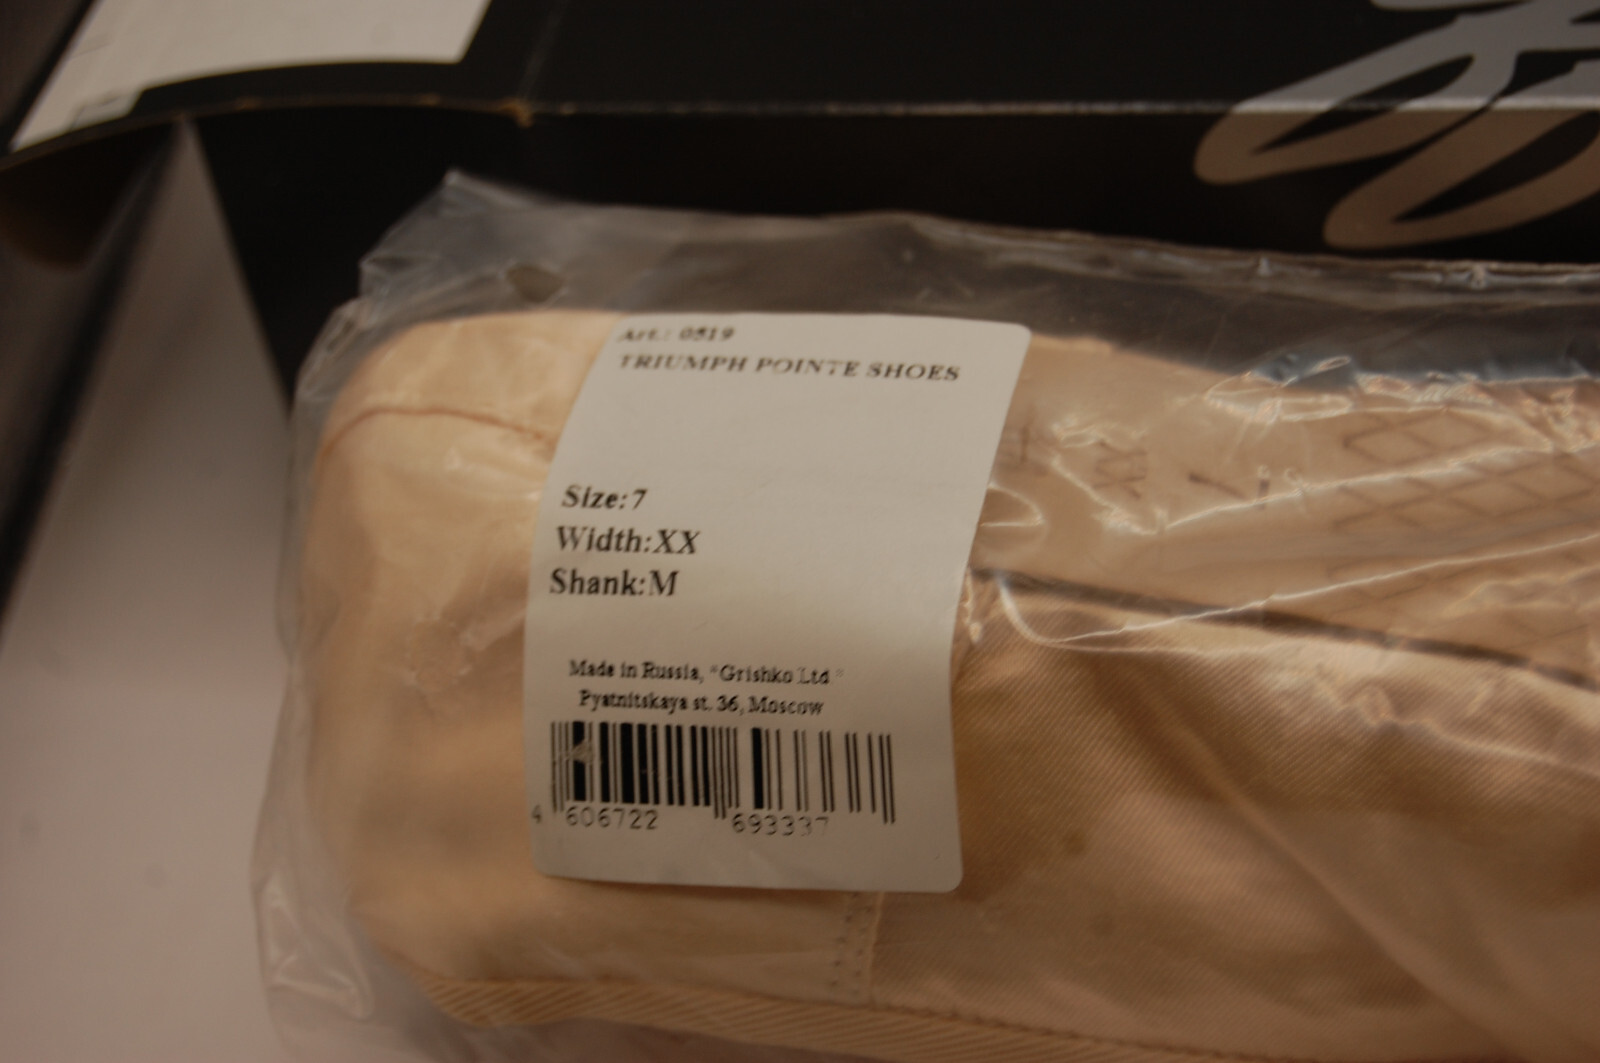 Art.: 0519
TRIUMPH POINTE SHOES
Size:7
Width:XX
Shank:M
Made in Russia, "Grishko Ltd."
Pyatnitskaya st. 36, Moscow
4 606722 693337
XX